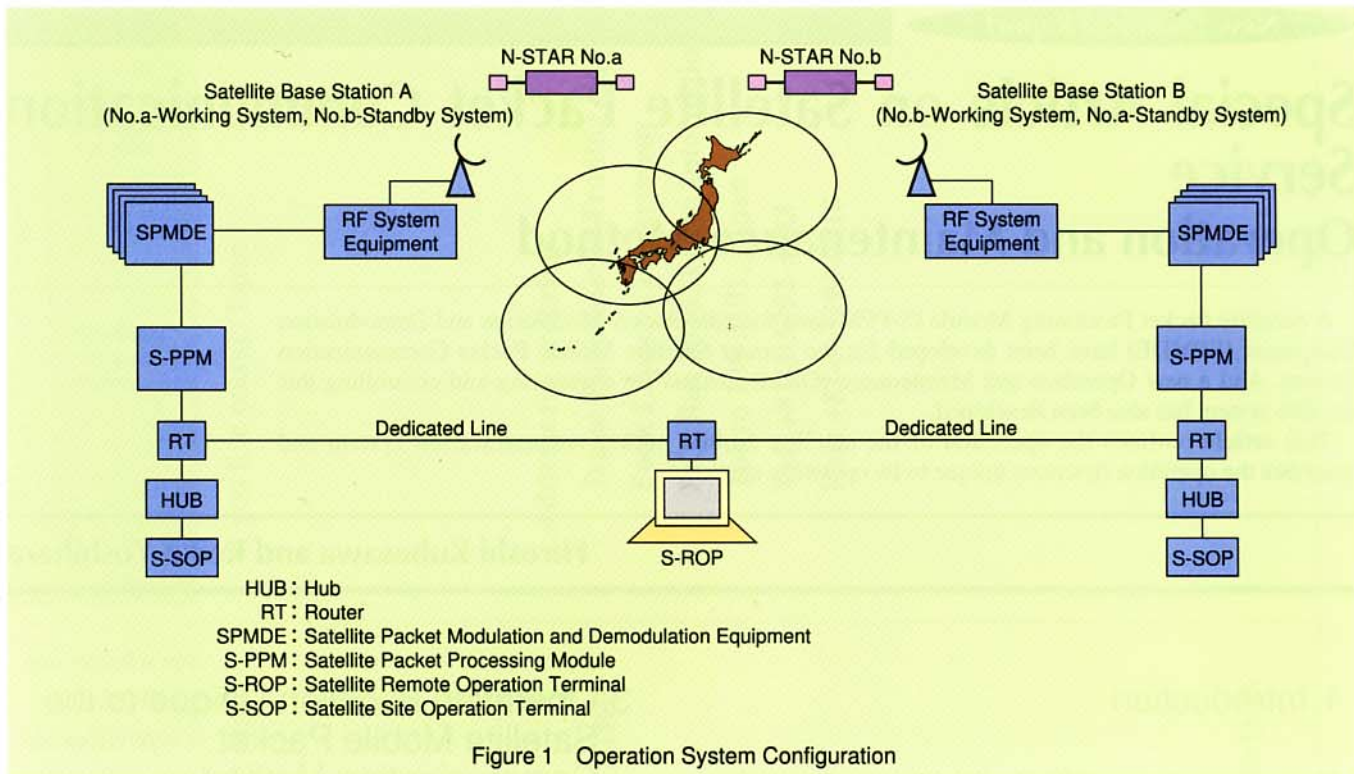 N-STAR No.a
N-STAR No.b
Satellite Base Station A
(No.a-Working System, No.b-Standby System)
Satellite Base Station B
(No.b-Working System, No.a-Standby System)
SPMDE
RF System
Equipment
RF System
Equipment
SPMDE
S-PPM
S-PPM
RT
Dedicated Line
RT
Dedicated Line
RT
HUB
HUB
S-SOP
S-ROP
S-SOP
HUB : Hub
RT : Router
SPMDE : Satellite Packet Modulation and Demodulation Equipment
S-PPM : Satellite Packet Processing Module
S-ROP : Satellite Remote Operation Terminal
S-SOP : Satellite Site Operation Terminal
Figure 1 Operation System Configuration